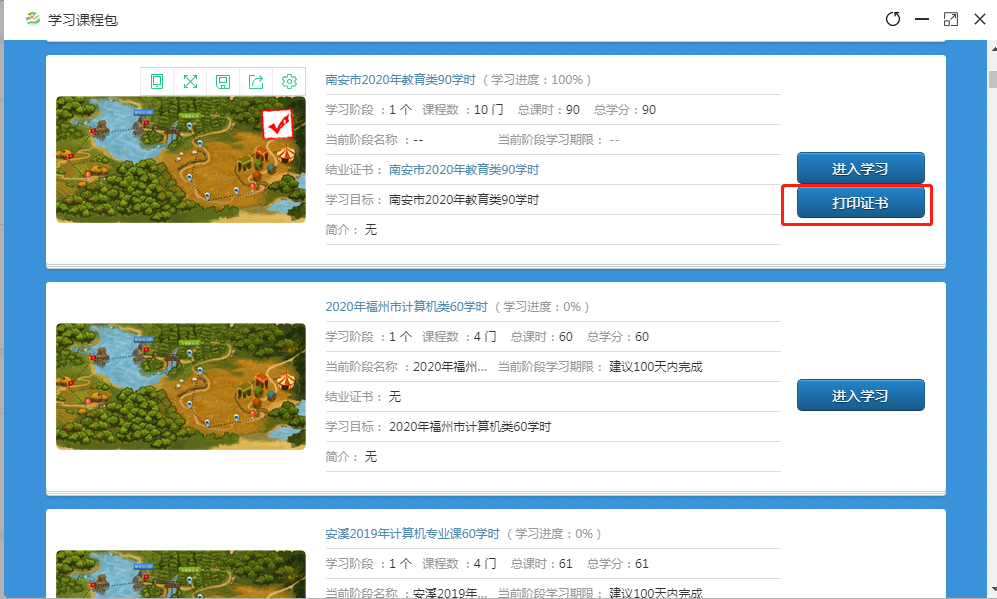 学习课程包
南安市2020年教育类90学时 ( 学习进度：100% )
学习阶段 ：1 个 课程数 ：10 门 总课时：90 总学分：90
当前阶段名称 ：-- 当前阶段学习期限： --
结业证书： 南安市2020年教育类90学时
进入学习
学习目标： 南安市2020年教育类90学时
打印证书
简介： 无
2020年福州市计算机类60学时 ( 学习进度：0% )
学习阶段 ：1 个 课程数 ：4 门 总课时：60 总学分：60
当前阶段名称 ：2020年福州... 当前阶段学习期限： 建议100天内完成
结业证书： 无
进入学习
学习目标： 2020年福州市计算机类60学时
简介： 无
安溪2019年计算机专业课60学时 ( 学习进度：0% )
学习阶段 ：1 个 课程数 ：4 门 总课时：61 总学分：61
当前阶段名称 ：安溪2019年... 当前阶段学习期限： 建议100天内完成